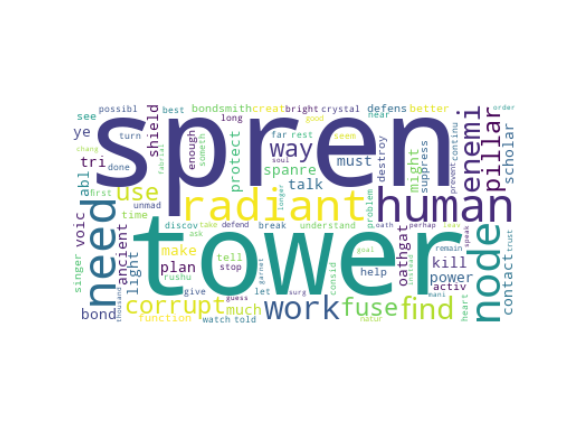 possibl
best
bondsmith
creat
bright
crystal
defens
better
see
ye
turn
shield
long
near
order
spren
enemi
pillar
chang
tri
done
abl
fabrial
enough
someth
protect
way
spanre
talk
far
rest
good
must
seem
destroy
might
suppress
continu
prevent
scholar
first
use
radiant
human
soul
longer
problem
need
voic
unmad
time
discov
take
defend
break
understand
oath
perhap
leav
speak
tower
node
singer
ancient
light
make
plan
tell
stop
rushu
garnet
consid
goal
help
oathgat
instead
kill
power
activ
remain
contact
trust
bond
thousand
corrupt
give
much
function
guess
watch
told
let
surg
work
fuse
find
natur
mani
heart
ask